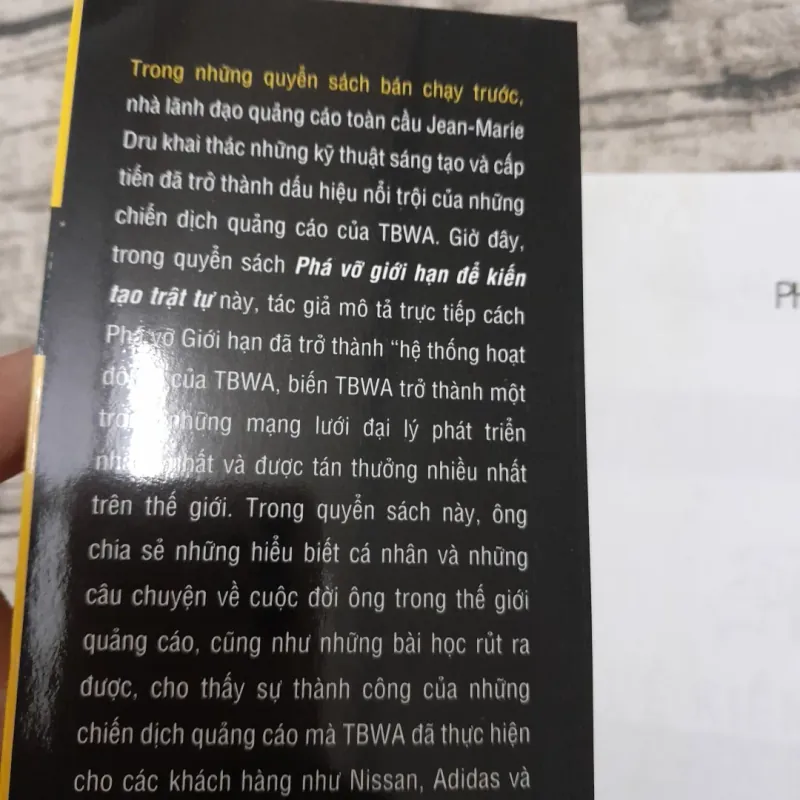 Trong những quyển sách bán chạy trước,
nhà lãnh đạo quảng cáo toàn cầu Jean-Marie
Dru khai thác những kỹ thuật sáng tạo và cấp
tiến đã trở thành dấu hiệu nổi trội của những
chiến dịch quảng cáo của TBWA. Giờ đây,
trong quyển sách Phá vỡ giới hạn để kiến
tạo trật tự này, tác giả mô tả trực tiếp cách
Phá vỡ Giới hạn đã trở thành “hệ thống hoạt
của TBWA, biến TBWA trở thành một
những mạng lưới đại lý phát triển
nhất và được tán thưởng nhiều nhất
trên thế giới. Trong quyển sách này, ông
chia sẻ những hiểu biết cá nhân và những
câu chuyện về cuộc đời ông trong thế giới
quảng cáo, cũng như những bài học rút ra
được, cho thấy sự thành công của những
chiến dịch quảng cáo mà TBWA đã thực hiện
cho các khách hàng như Nissan, Adidas và